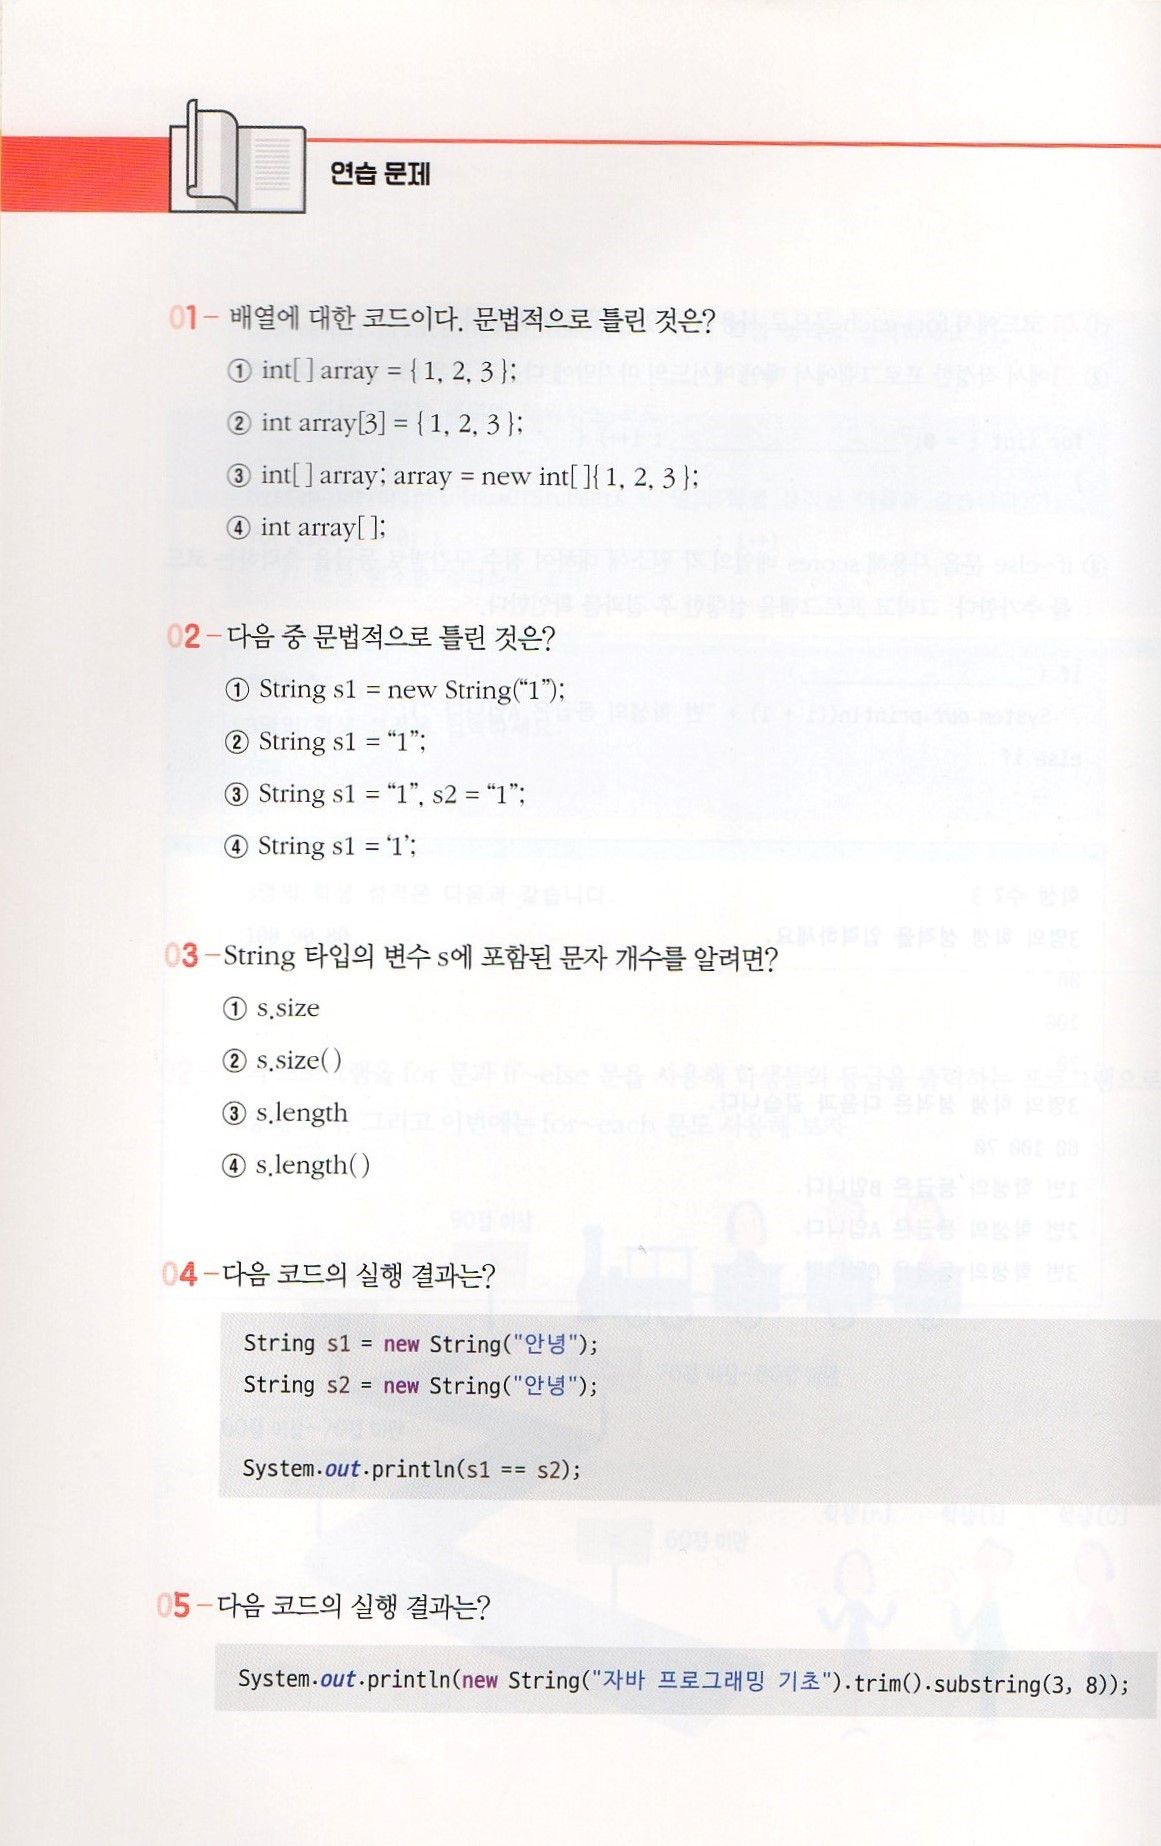 연습 문제
01 - 배열에 대한 코드이다. 문법적으로 틀린 것은?
① int[ ] array = { 1, 2, 3 };
② int array[3] = { 1, 2, 3 };
③ int[ ] array; array = new int[ ]{ 1, 2, 3 };
④ int array[ ];
02 - 다음 중 문법적으로 틀린 것은?
① String s1 = new String(“1”);
② String s1 = “1”;
③ String s1 = “1”, s2 = “1”;
④ String s1 = ‘1’;
03 - String 타입의 변수 s에 포함된 문자 개수를 알려면?
① s.size
② s.size( )
③ s.length
④ s.length( )
04 - 다음 코드의 실행 결과는?
String s1 = new String("안녕");
String s2 = new String("안녕");
System.out.println(s1 == s2);
05 - 다음 코드의 실행 결과는?
System.out.println(new String("자바 프로그래밍 기초").trim().substring(3, 8));